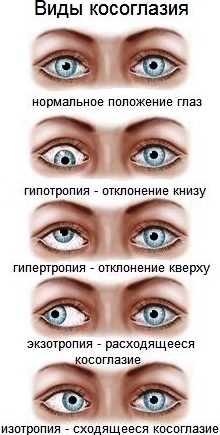 Виды косоглазия
нормальное положение глаз
гипотропия - отклонение книзу
гипертропия - отклонение кверху
экзотропия - расходящееся
косоглазие
изотропия - сходящееся косоглазие